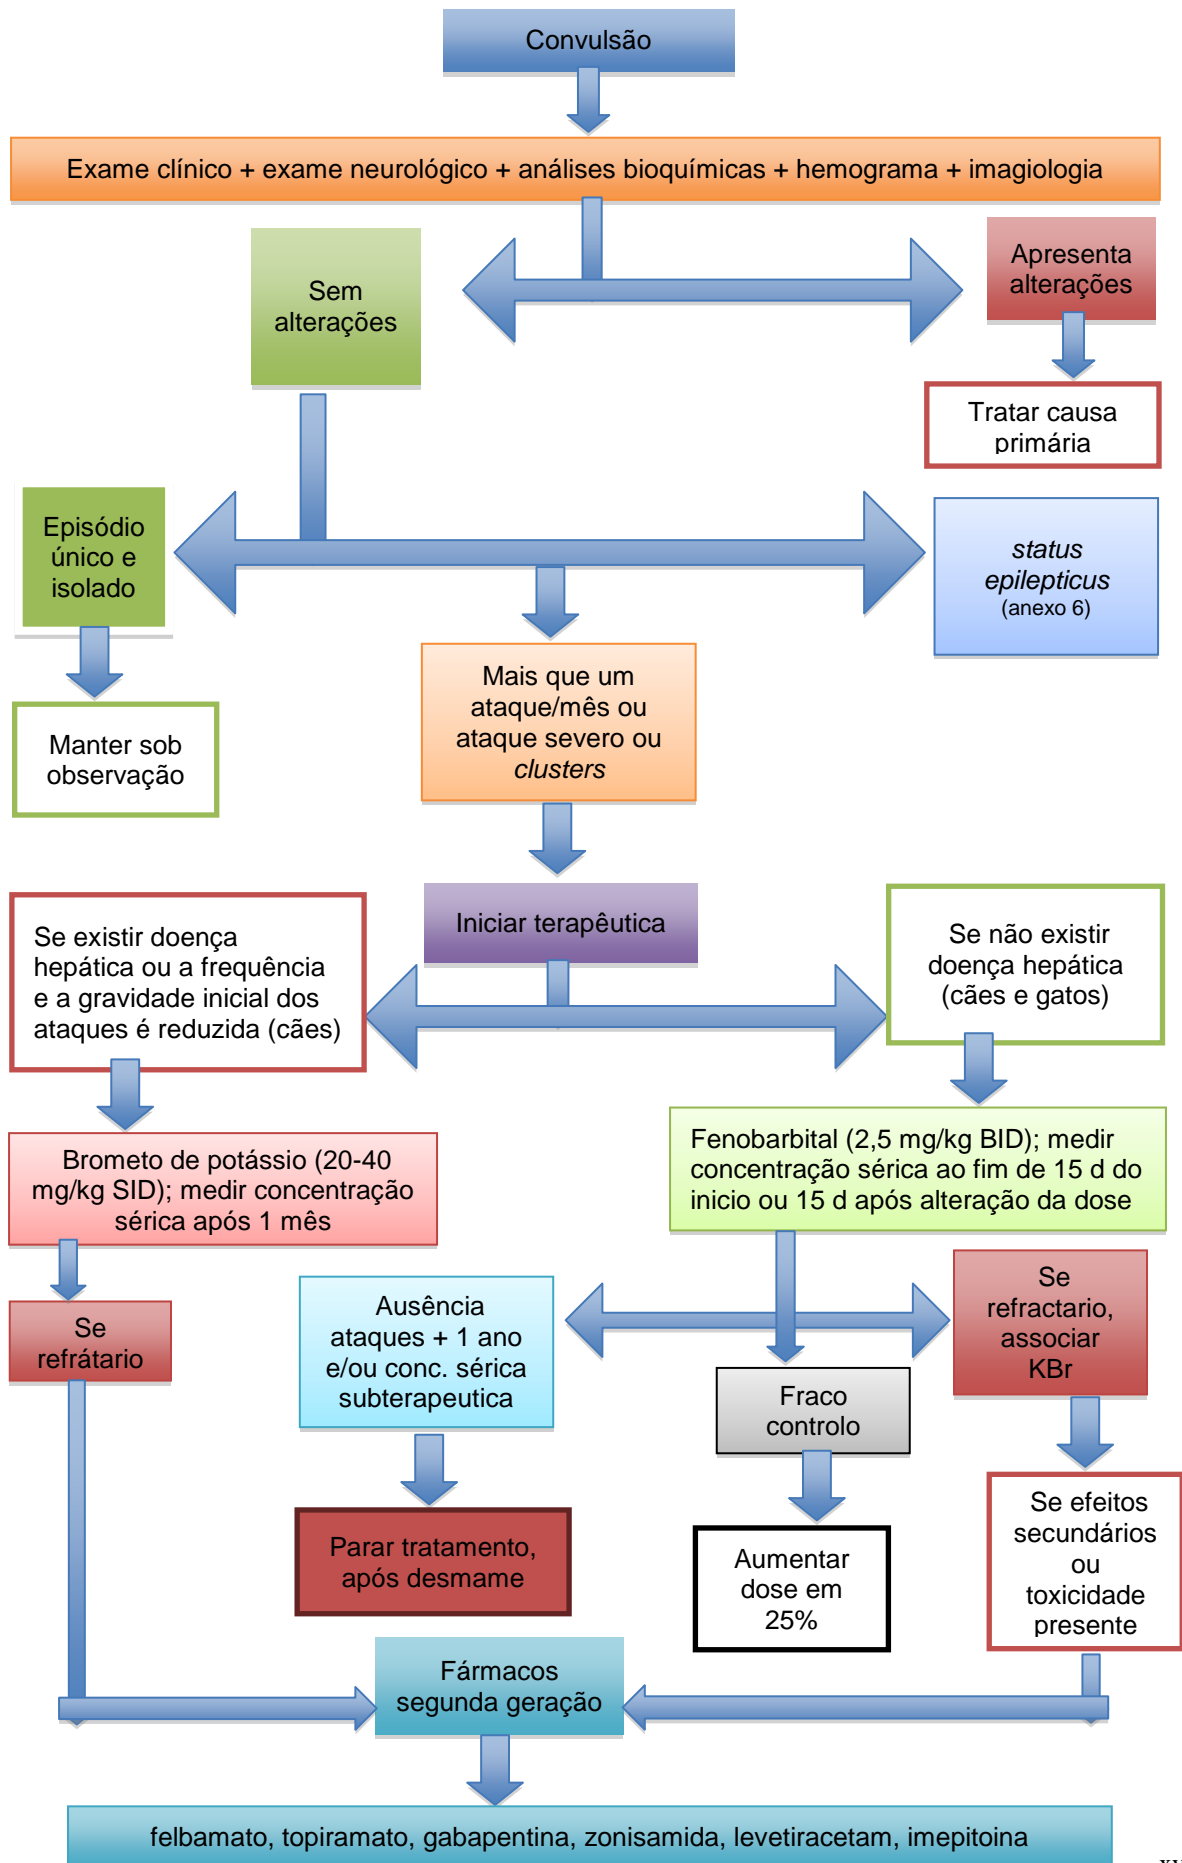 Convulsão
Exame clínico + exame neurológico + análises bioquímicas + hemograma + imagiologia
Sem
alterações
Apresenta
alterações
Tratar causa
primária
Episódio
único e
isolado
status
epilepticus
(anexo 6)
Manter sob
observação
Mais que um
ataque/mês ou
ataque severo ou
clusters
Iniciar terapêutica
Se existir doença
hepática ou a frequência
e a gravidade inicial dos
ataques é reduzida (cães)
Se não existir
doença hepática
(cães e gatos)
Brometo de potássio (20-40
mg/kg SID); medir concentração
sérica após 1 mês
Fenobarbital (2,5 mg/kg BID); medir
concentração sérica ao fim de 15 d do
inicio ou 15 d após alteração da dose
Se
refrátario
Ausência
ataques + 1 ano
e/ou conc. sérica
subterapeutica
Fraco
controlo
Se
refractario,
associar
KBr
Parar tratamento,
após desmame
Aumentar
dose em
25%
Se efeitos
secundários
ou
toxicidade
presente
Fármacos
segunda geração
felbamato, topiramato, gabapentina, zonisamida, levetiracetam, imepitoina